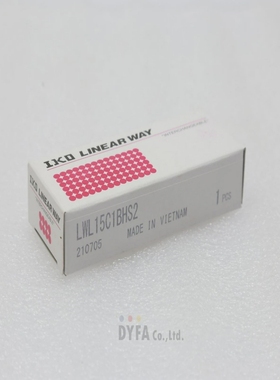 IKO LINEAR WAY
LWL15C1BHS2
210705 MADE IN VIETNAM
1 PCS
DYFA Co.,Ltd.